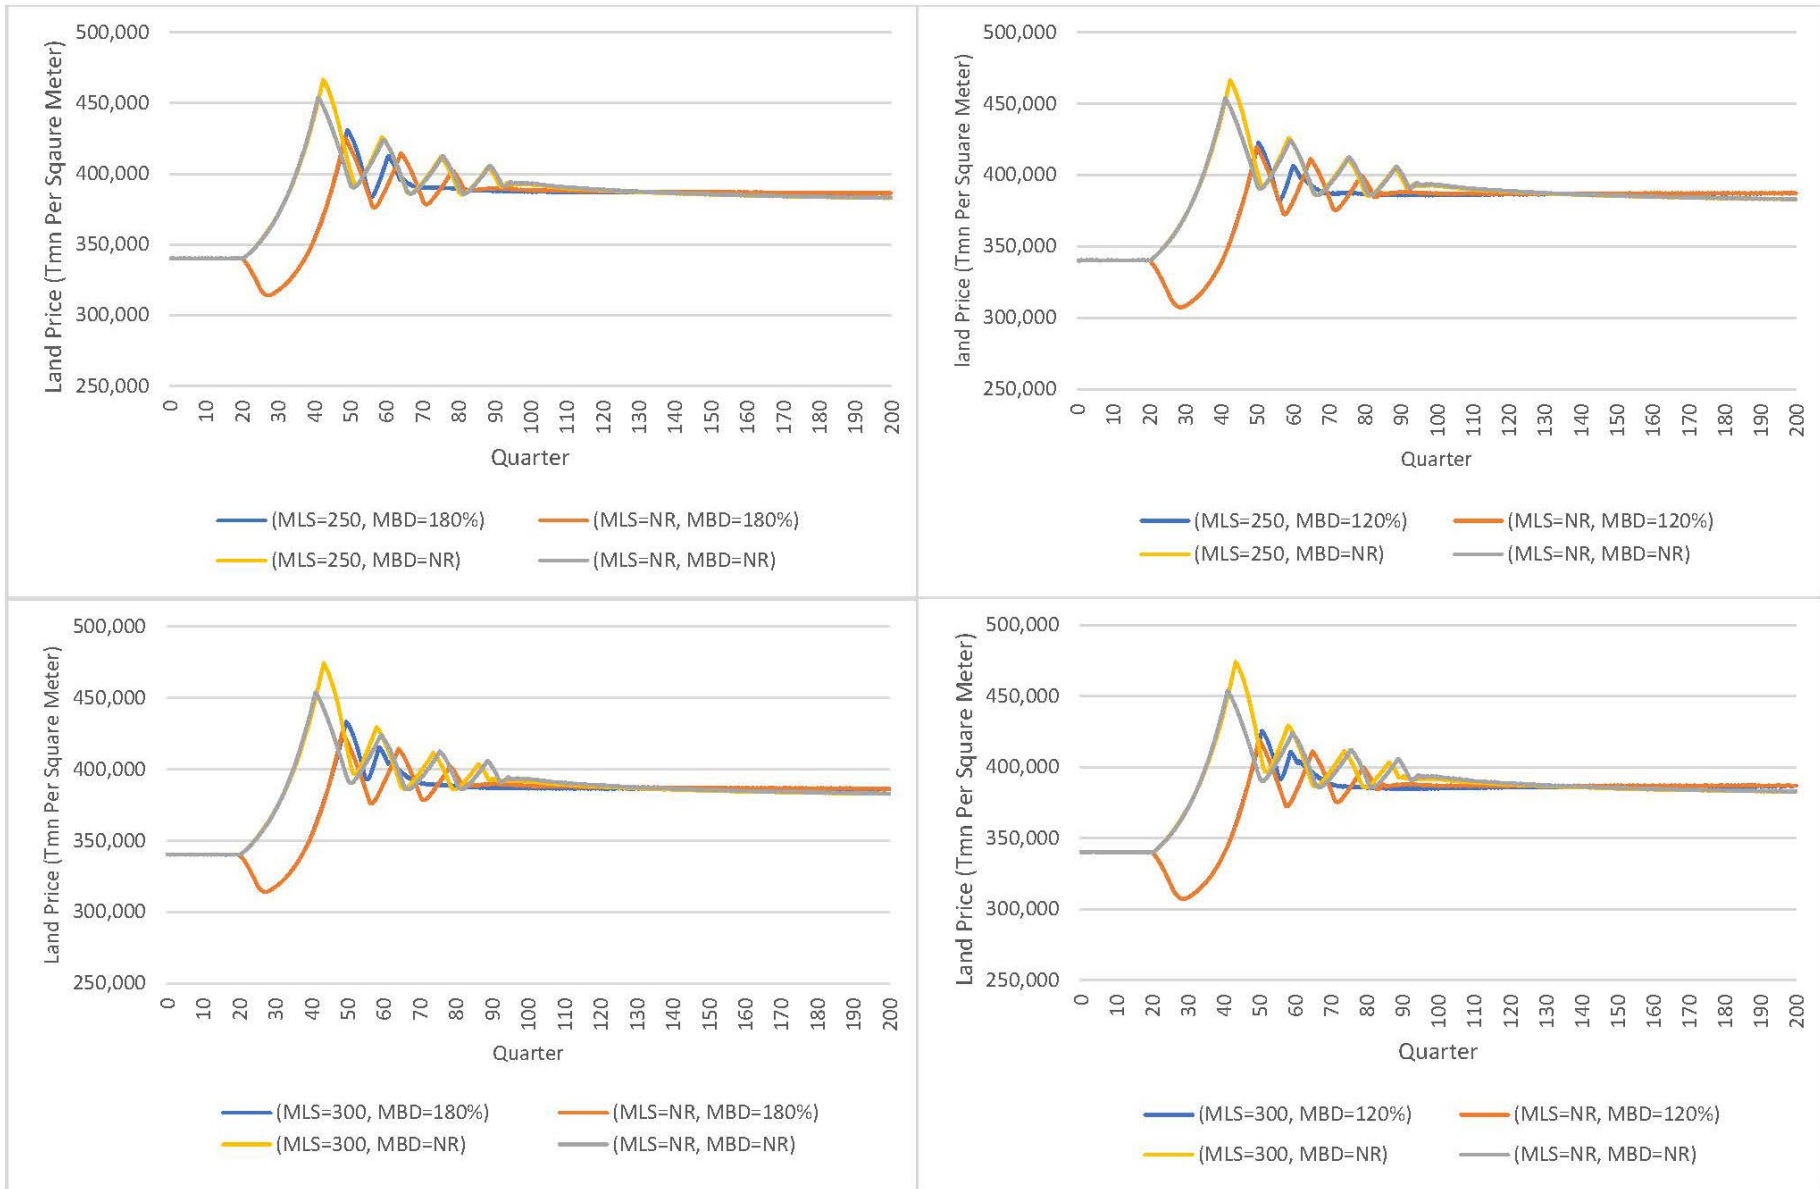 Land Price (Tmn Per Sqaure Meter)
500,000
450,000
400,000
350,000
300,000
250,000
0 10 20 30 40 50 60 70 80 90 100 110 120 130 140 150 160 170 180 190 200
Quarter
(MLS=250, MBD=180%) (MLS=NR, MBD=180%)
(MLS=250, MBD=NR) (MLS=NR, MBD=NR)
land Price (Tmn Per Square Meter)
500,000
450,000
400,000
350,000
300,000
250,000
0 10 20 30 40 50 60 70 80 90 100 110 120 130 140 150 160 170 180 190 200
Quarter
(MLS=250, MBD=120%) (MLS=NR, MBD=120%)
(MLS=250, MBD=NR) (MLS=NR, MBD=NR)
Land Price (Tmn Per Square Meter)
500,000
450,000
400,000
350,000
300,000
250,000
0 10 20 30 40 50 60 70 80 90 100 110 120 130 140 150 160 170 180 190 200
Quarter
(MLS=300, MBD=180%) (MLS=NR, MBD=180%)
(MLS=300, MBD=NR) (MLS=NR, MBD=NR)
Land Price (Tmn Per Square Meter)
500,000
450,000
400,000
350,000
300,000
250,000
0 10 20 30 40 50 60 70 80 90 100 110 120 130 140 150 160 170 180 190 200
Quarter
(MLS=300, MBD=120%) (MLS=NR, MBD=120%)
(MLS=300, MBD=NR) (MLS=NR, MBD=NR)